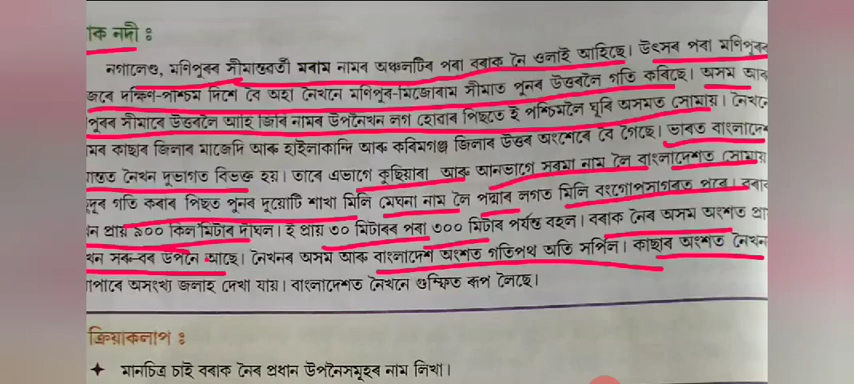 ৰাক নদী :
নগালেণ্ড, মণিপুৰৰ সীমান্তৱৰ্তী মৰাম নামৰ অঞ্চলটিৰ পৰা বৰাক নৈ ওলাই আহিছে। উৎসৰ পৰা মণিপুৰৰ
জৰে দক্ষিণ-পশ্চিম দিশে বৈ অহা নৈখনে মণিপুৰ-মিজোৰাম সীমাত পুনৰ উত্তৰলৈ গতি কৰিছে। অসম আৰু
পুৰৰ সীমাৰে উত্তৰলৈ আহি জিৰি নামৰ উপনৈখন লগ হোৱাৰ পিছতে ই পশ্চিমলৈ ঘূৰি অসমত সোমায়। নৈখনে
মৰ কাছাৰ জিলাৰ মাজেদি আৰু হাইলাকান্দি আৰু কৰিমগঞ্জ জিলাৰ উত্তৰ অংশেৰে বৈ গৈছে। ভাৰত বাংলাদেশ
ান্তত নৈখন দুভাগত বিভক্ত হয়। তাৰে এভাগে কুছিয়াৰা আৰু আনভাগে সৰমা নাম লৈ বাংলাদেশত সোমায়
দূৰ গতি কৰাৰ পিছত পুনৰ দুয়োটি শাখা মিলি মেঘনা নাম লৈ পদ্মাৰ লগত মিলি বংগোপসাগৰত পৰে। বৰাক
ন প্ৰায় ৯০০ কিল'মিটাৰ দীঘল। ই প্ৰায় ৩০ মিটাৰৰ পৰা ৩০০ মিটাৰ পৰ্যন্ত বহল। বৰাক নৈৰ অসম অংশত প্ৰা
খন সৰু-বৰ উপনৈ আছে। নৈখনৰ অসম আৰু বাংলাদেশ অংশত গতিপথ অতি সৰ্পিল। কাছাৰ অংশত নৈখন
াপাৰে অসংখ্য জলাহ দেখা যায়। বাংলাদেশত নৈখনে গুম্ফিত ৰূপ লৈছে।
ক্ৰিয়াকলাপ :
✦ মানচিত্ৰ চাই বৰাক নৈৰ প্ৰধান উপনৈসমূহৰ নাম লিখা।